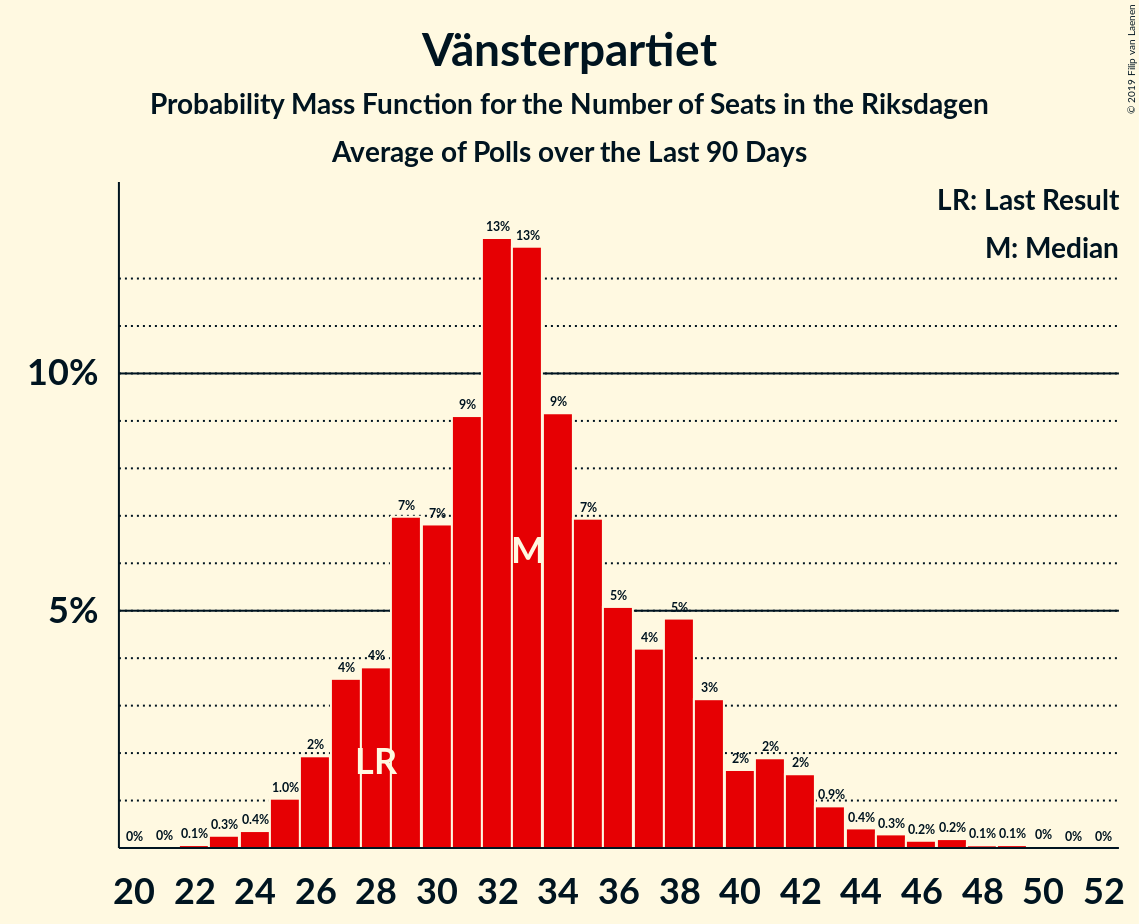 Vänsterpartiet
Probability Mass Function for the Number of Seats in the Riksdagen
Average of Polls over the Last 90 Days
© 2019 Filip van Laenen
LR: Last Result
M: Median
10%
5%
0% 0% 0.1% 0.3% 0.4% 1.0% 2% 4% 4% 7% 7% 9% 13% 13% 9% 7% 5% 4% 5% 3% 2% 2% 2% 0.9% 0.4% 0.3% 0.2% 0.2% 0.1% 0.1% 0% 0% 0%
M
LR
20 22 24 26 28 30 32 34 36 38 40 42 44 46 48 50 52